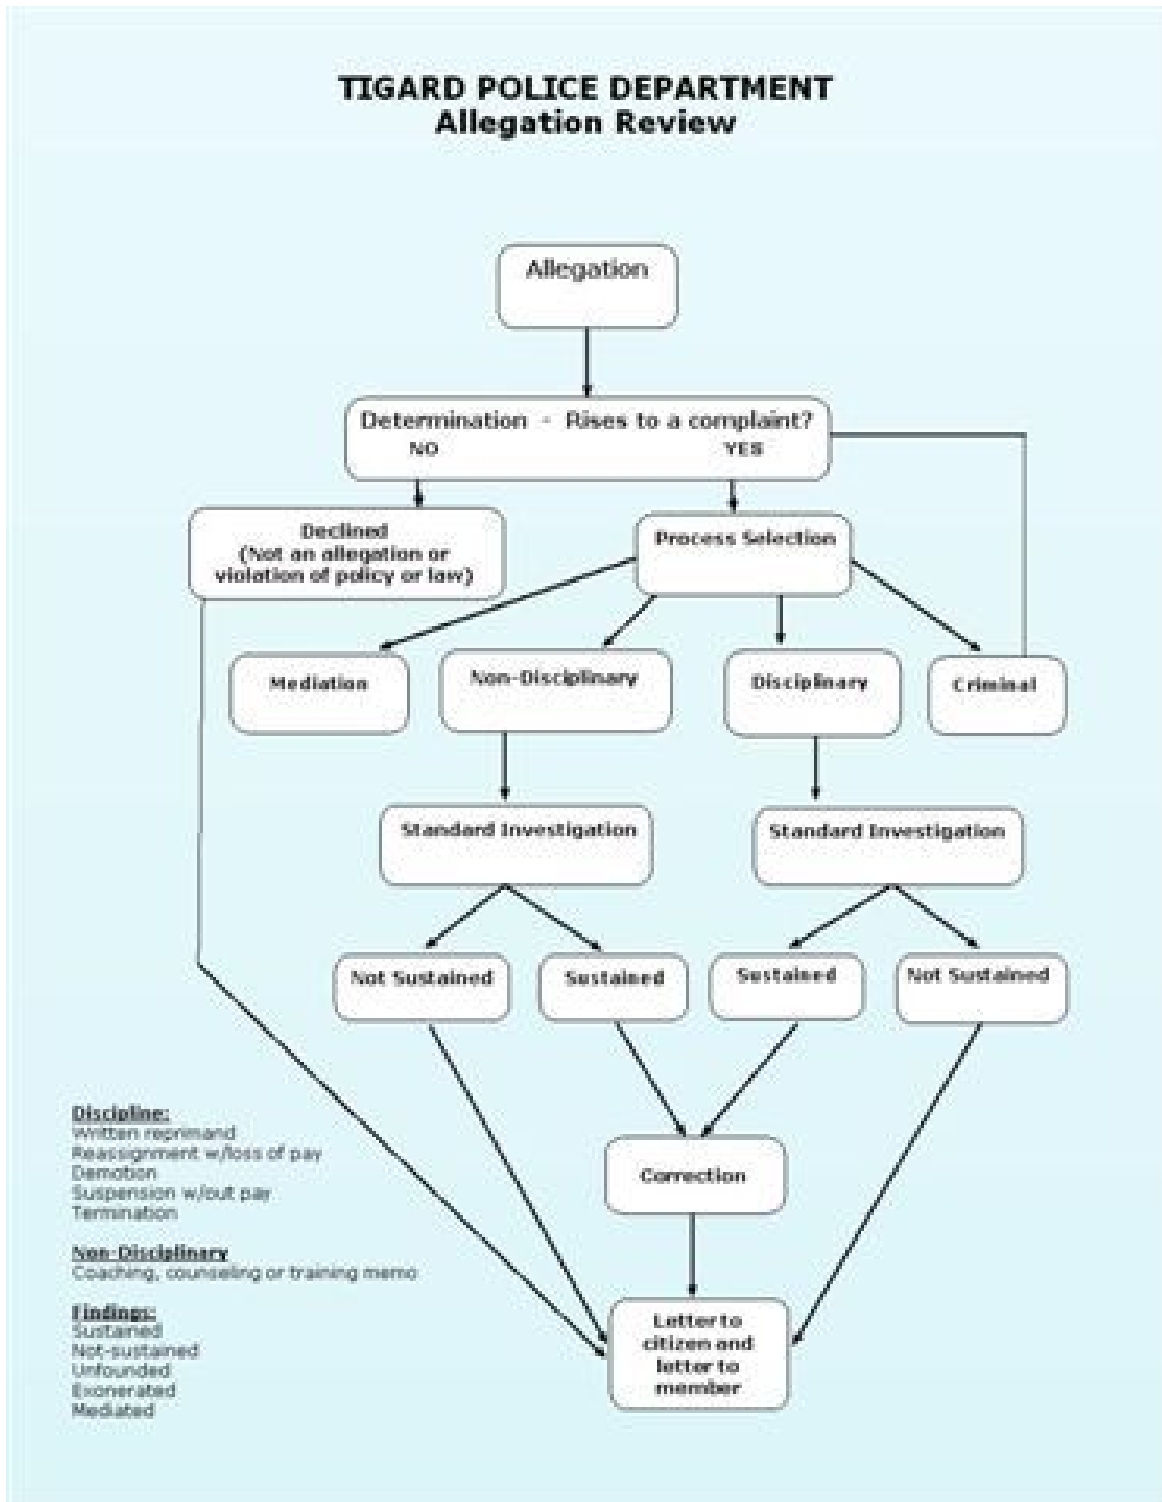 TIGARD POLICE DEPARTMENT
Allegation Review
Allegation
Determination - Rises to a complaint?
NO YES
Declined
(Not an allegation or
violation of policy or law)
Process Selection
Mediation
Non-Disciplinary
Disciplinary
Criminal
Standard Investigation
Standard Investigation
Not Sustained
Sustained
Sustained
Not Sustained
Correction
Letter to
citizen and
letter to
member
Discipline:
Written reprimand
Reassignment w/loss of pay
Demotion
Suspension w/out pay
Termination
Non-Disciplinary
Coaching, counseling or training memo
Findings:
Sustained
Not-sustained
Unfounded
Exonerated
Mediated